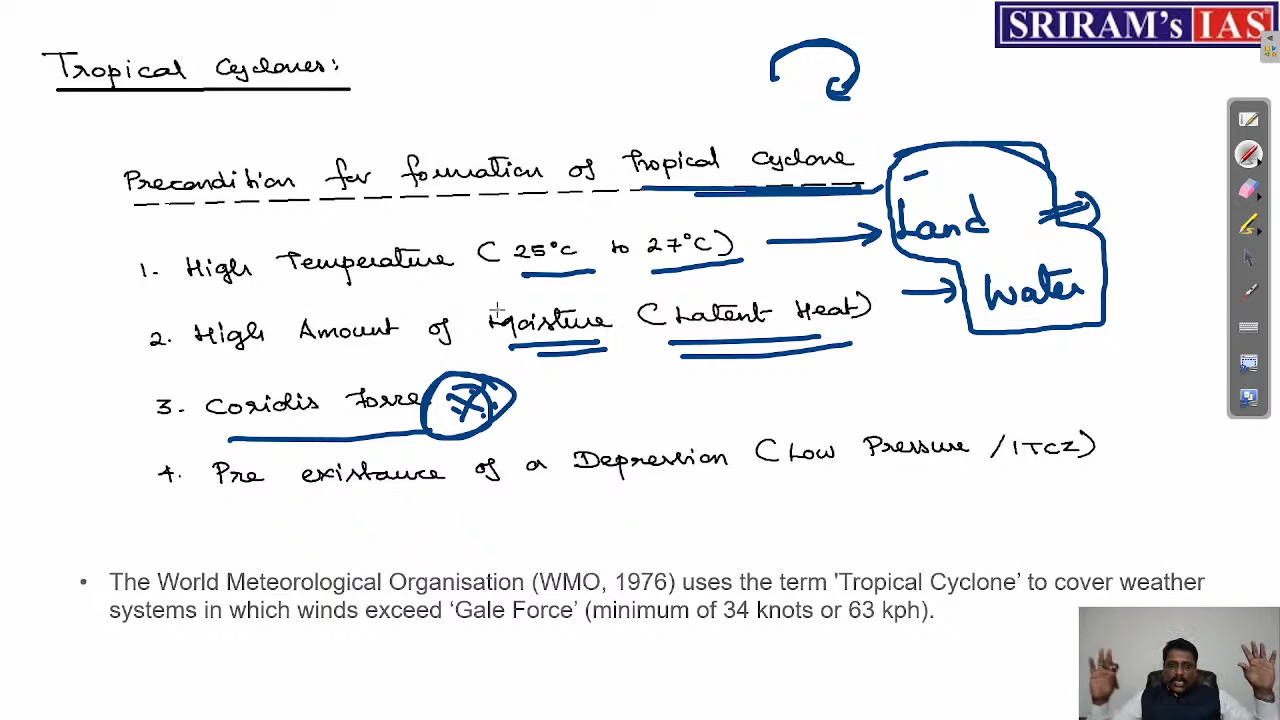 SRIRAM's IAS
Tropical Cyclones:
Precondition for formation of Tropical Cyclone
1. High Temperature ( 25°C to 27°C)
Land
2. High Amount of Moisture ( Latent Heat)
Water
3. Coriolis force
4. Pre existance of a Depression ( Low Pressure / ITCZ)
• The World Meteorological Organisation (WMO, 1976) uses the term 'Tropical Cyclone' to cover weather
systems in which winds exceed 'Gale Force' (minimum of 34 knots or 63 kph).